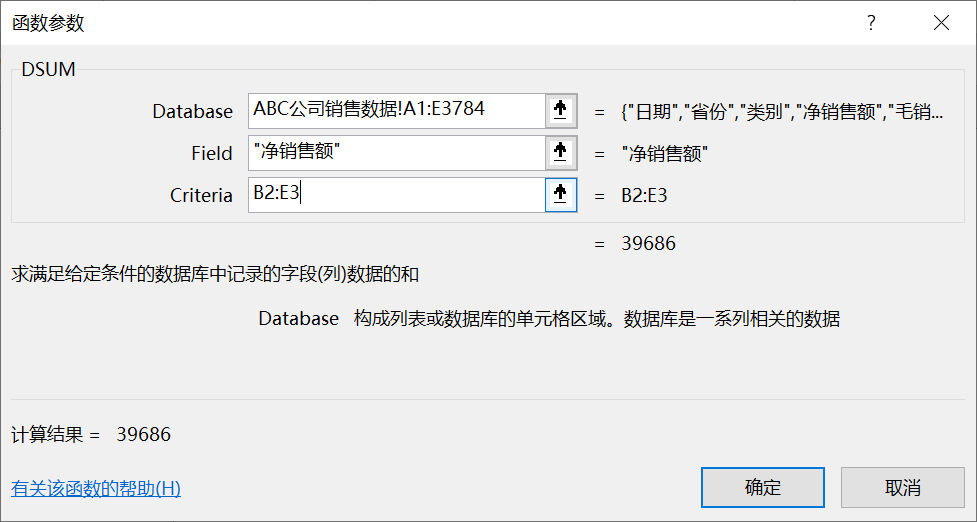 函数参数 ?
DSUM
Database ABC公司销售数据!A1:E3784 = {"日期","省份","类别","净销售额","毛销...
Field "净销售额" = "净销售额"
Criteria B2:E3 = B2:E3
= 39686
求满足给定条件的数据库中记录的字段(列)数据的和
Database 构成列表或数据库的单元格区域。数据库是一系列相关的数据
计算结果 = 39686
有关该函数的帮助(H) 确定 取消